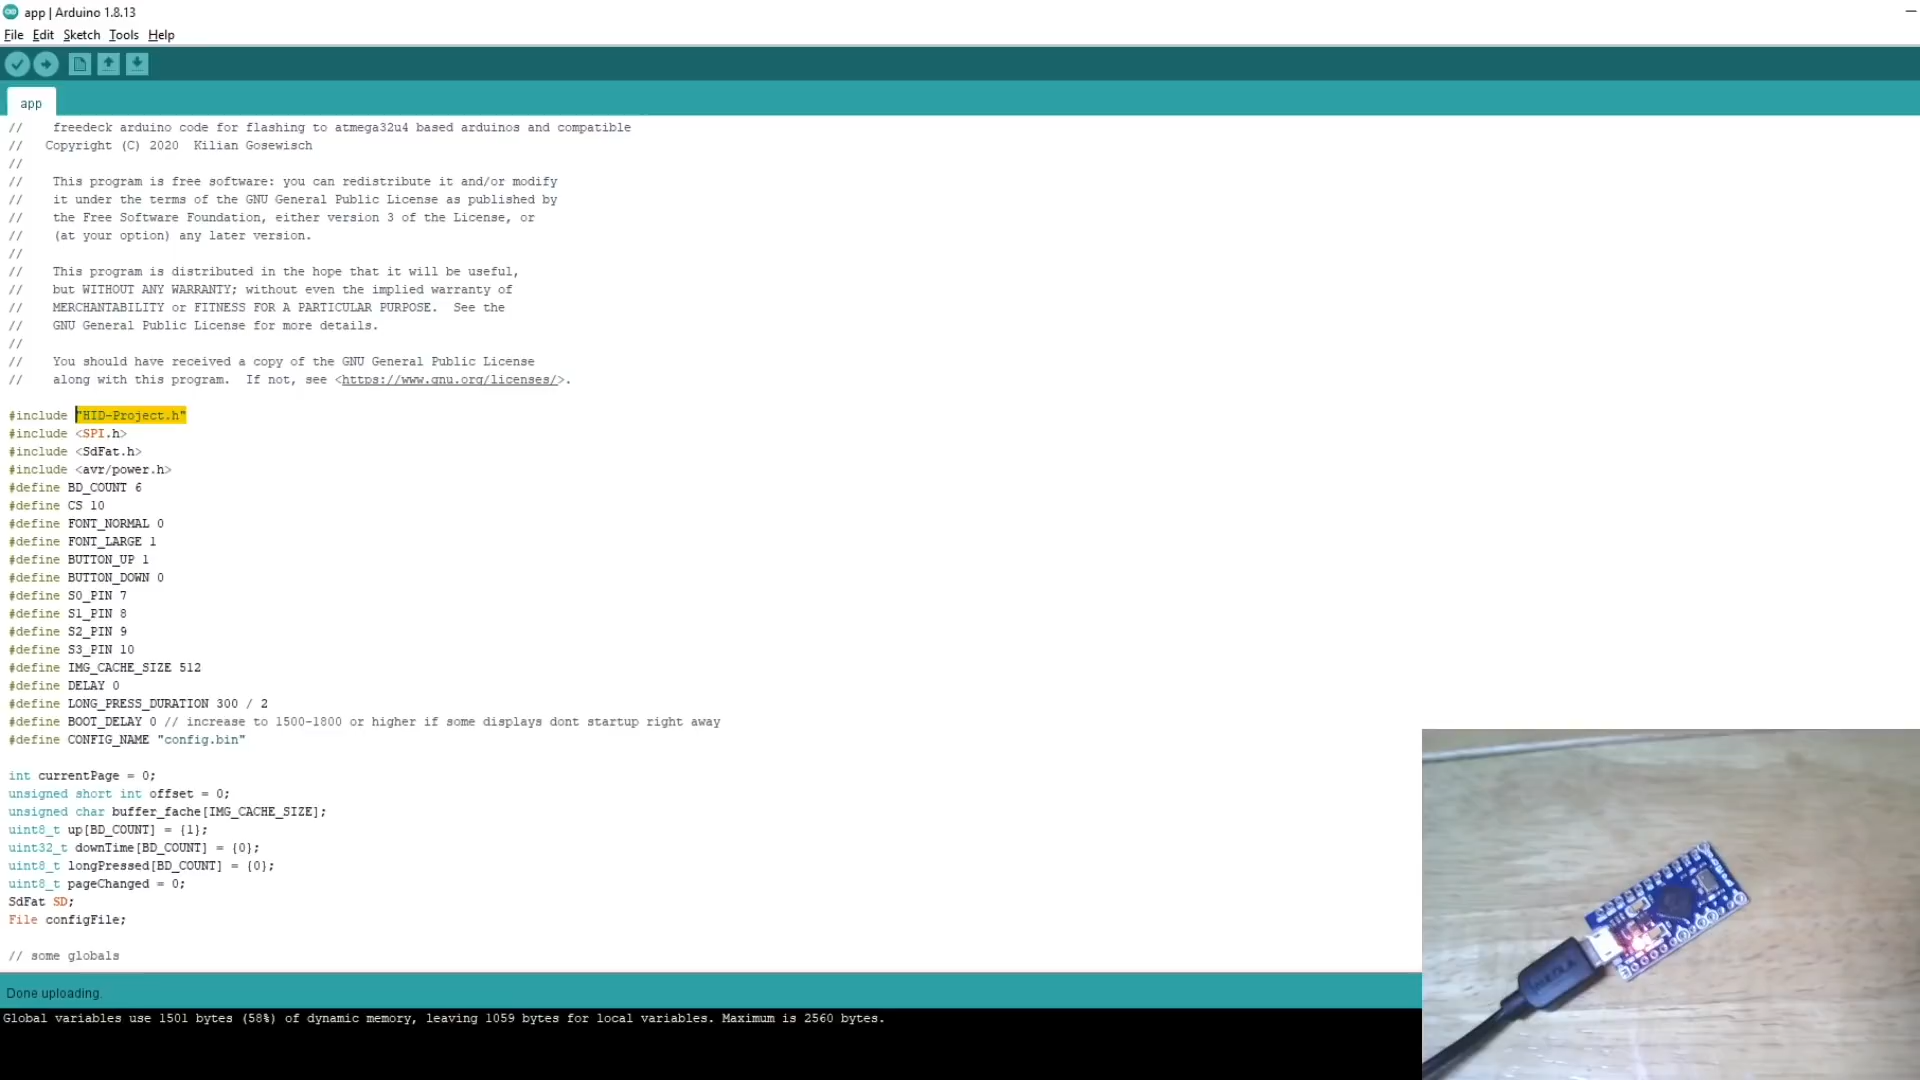 app | Arduino 1.8.13
File Edit Sketch Tools Help
app
// freedeck arduino code for flashing to atmega32u4 based arduinos and compatible
// Copyright (C) 2020 Kilian Gosewisch
//
// This program is free software: you can redistribute it and/or modify
// it under the terms of the GNU General Public License as published by
// the Free Software Foundation, either version 3 of the License, or
// (at your option) any later version.
//
// This program is distributed in the hope that it will be useful,
// but WITHOUT ANY WARRANTY; without even the implied warranty of
// MERCHANTABILITY or FITNESS FOR A PARTICULAR PURPOSE. See the
// GNU General Public License for more details.
//
// You should have received a copy of the GNU General Public License
// along with this program. If not, see <https://www.gnu.org/licenses/>.
#include "HID-Project.h"
#include <SPI.h>
#include <SdFat.h>
#include <avr/power.h>
#define BD_COUNT 6
#define CS 10
#define FONT_NORMAL 0
#define FONT_LARGE 1
#define BUTTON_UP 1
#define BUTTON_DOWN 0
#define S0_PIN 7
#define S1_PIN 8
#define S2_PIN 9
#define S3_PIN 10
#define IMG_CACHE_SIZE 512
#define DELAY 0
#define LONG_PRESS_DURATION 300 / 2
#define BOOT_DELAY 0 // increase to 1500-1800 or higher if some displays dont startup right away
#define CONFIG_NAME "config.bin"
int currentPage = 0;
unsigned short int offset = 0;
unsigned char buffer_fache[IMG_CACHE_SIZE];
uint8_t up[BD_COUNT] = {1};
uint32_t downTime[BD_COUNT] = {0};
uint8_t longPressed[BD_COUNT] = {0};
uint8_t pageChanged = 0;
SdFat SD;
File configFile;
// some globals
Done uploading.
Global variables use 1501 bytes (58%) of dynamic memory, leaving 1059 bytes for local variables. Maximum is 2560 bytes.